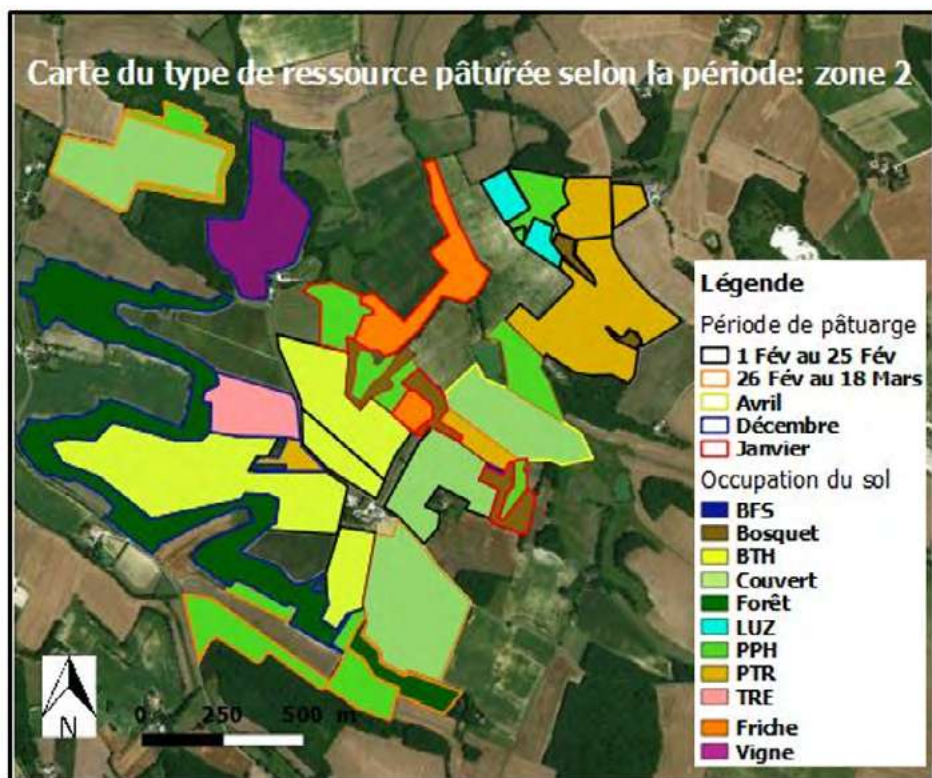 Carte du type de ressource pâturée selon la période: zone 2
Légende
Période de pâtuarge
1 Fév au 25 Fév
26 Fév au 18 Mars
Avril
Décembre
Janvier
Occupation du sol
BFS
Bosquet
BTH
Couvert
Forêt
LUZ
PPH
PTR
TRE
Friche
Vigne
N
0 250 500 m